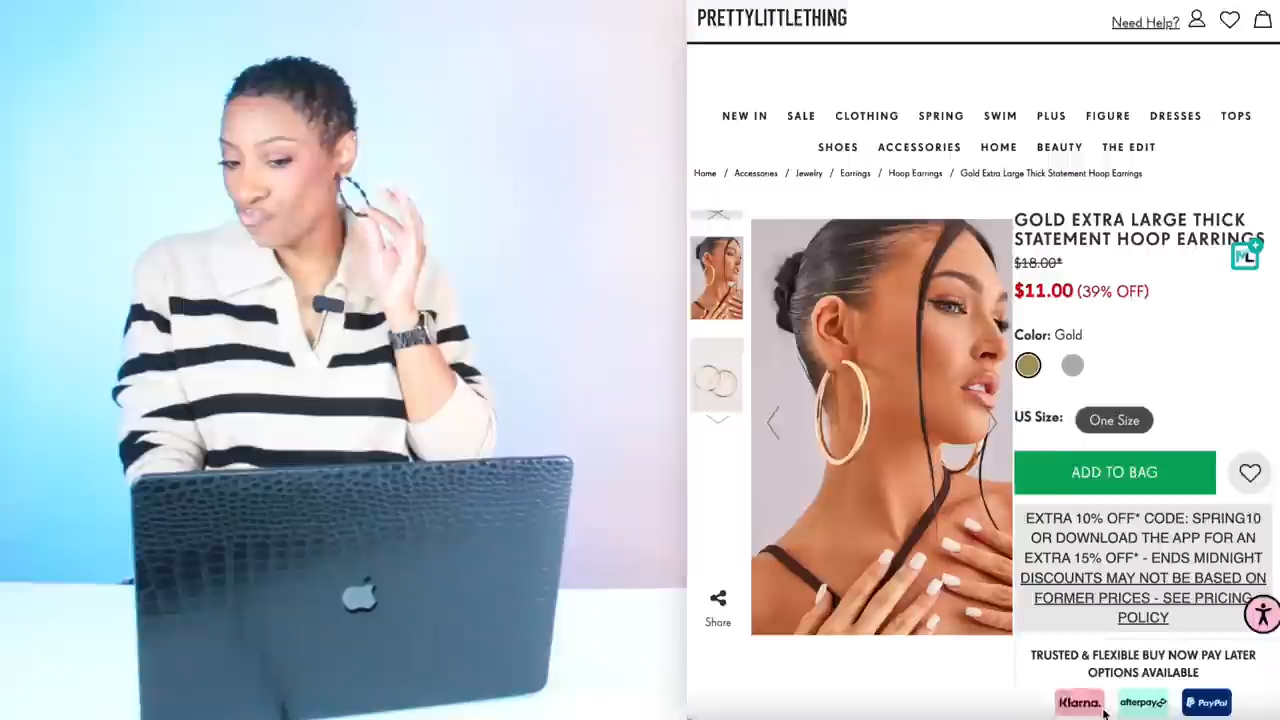 PRETTYLITTLETHING
Need Help?
NEW IN SALE CLOTHING SPRING SWIM PLUS FIGURE DRESSES TOPS
SHOES ACCESSORIES HOME BEAUTY THE EDIT
Home / Accessories / Jewelry / Earrings / Hoop Earrings / Gold Extra Large Thick Statement Hoop Earrings
GOLD EXTRA LARGE THICK
STATEMENT HOOP EARRINGS
ML
$18.00*
$11.00 (39% OFF)
Color: Gold
US Size: One Size
ADD TO BAG
EXTRA 10% OFF* CODE: SPRING10
OR DOWNLOAD THE APP FOR AN
EXTRA 15% OFF* - ENDS MIDNIGHT
DISCOUNTS MAY NOT BE BASED ON
FORMER PRICES - SEE PRICING
POLICY
Share
TRUSTED & FLEXIBLE BUY NOW PAY LATER
OPTIONS AVAILABLE
Klarna. afterpay PayPal